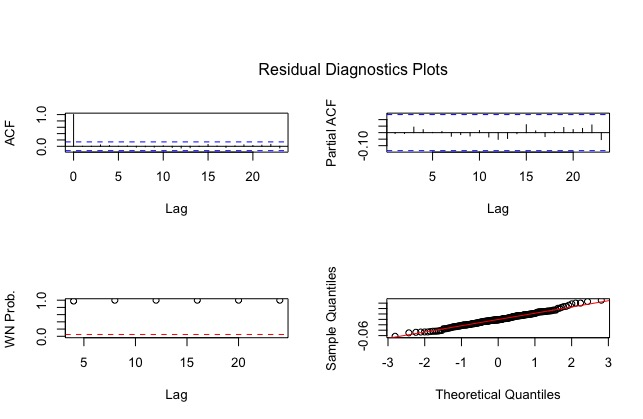 Residual Diagnostics Plots
ACF
1.0
0.0
0 5 10 15 20
Lag
Partial ACF
-0.10
5 10 15 20
Lag
WN Prob.
1.0
0.0
5 10 15 20
Lag
Sample Quantiles
-0.06
-3 -2 -1 0 1 2 3
Theoretical Quantiles